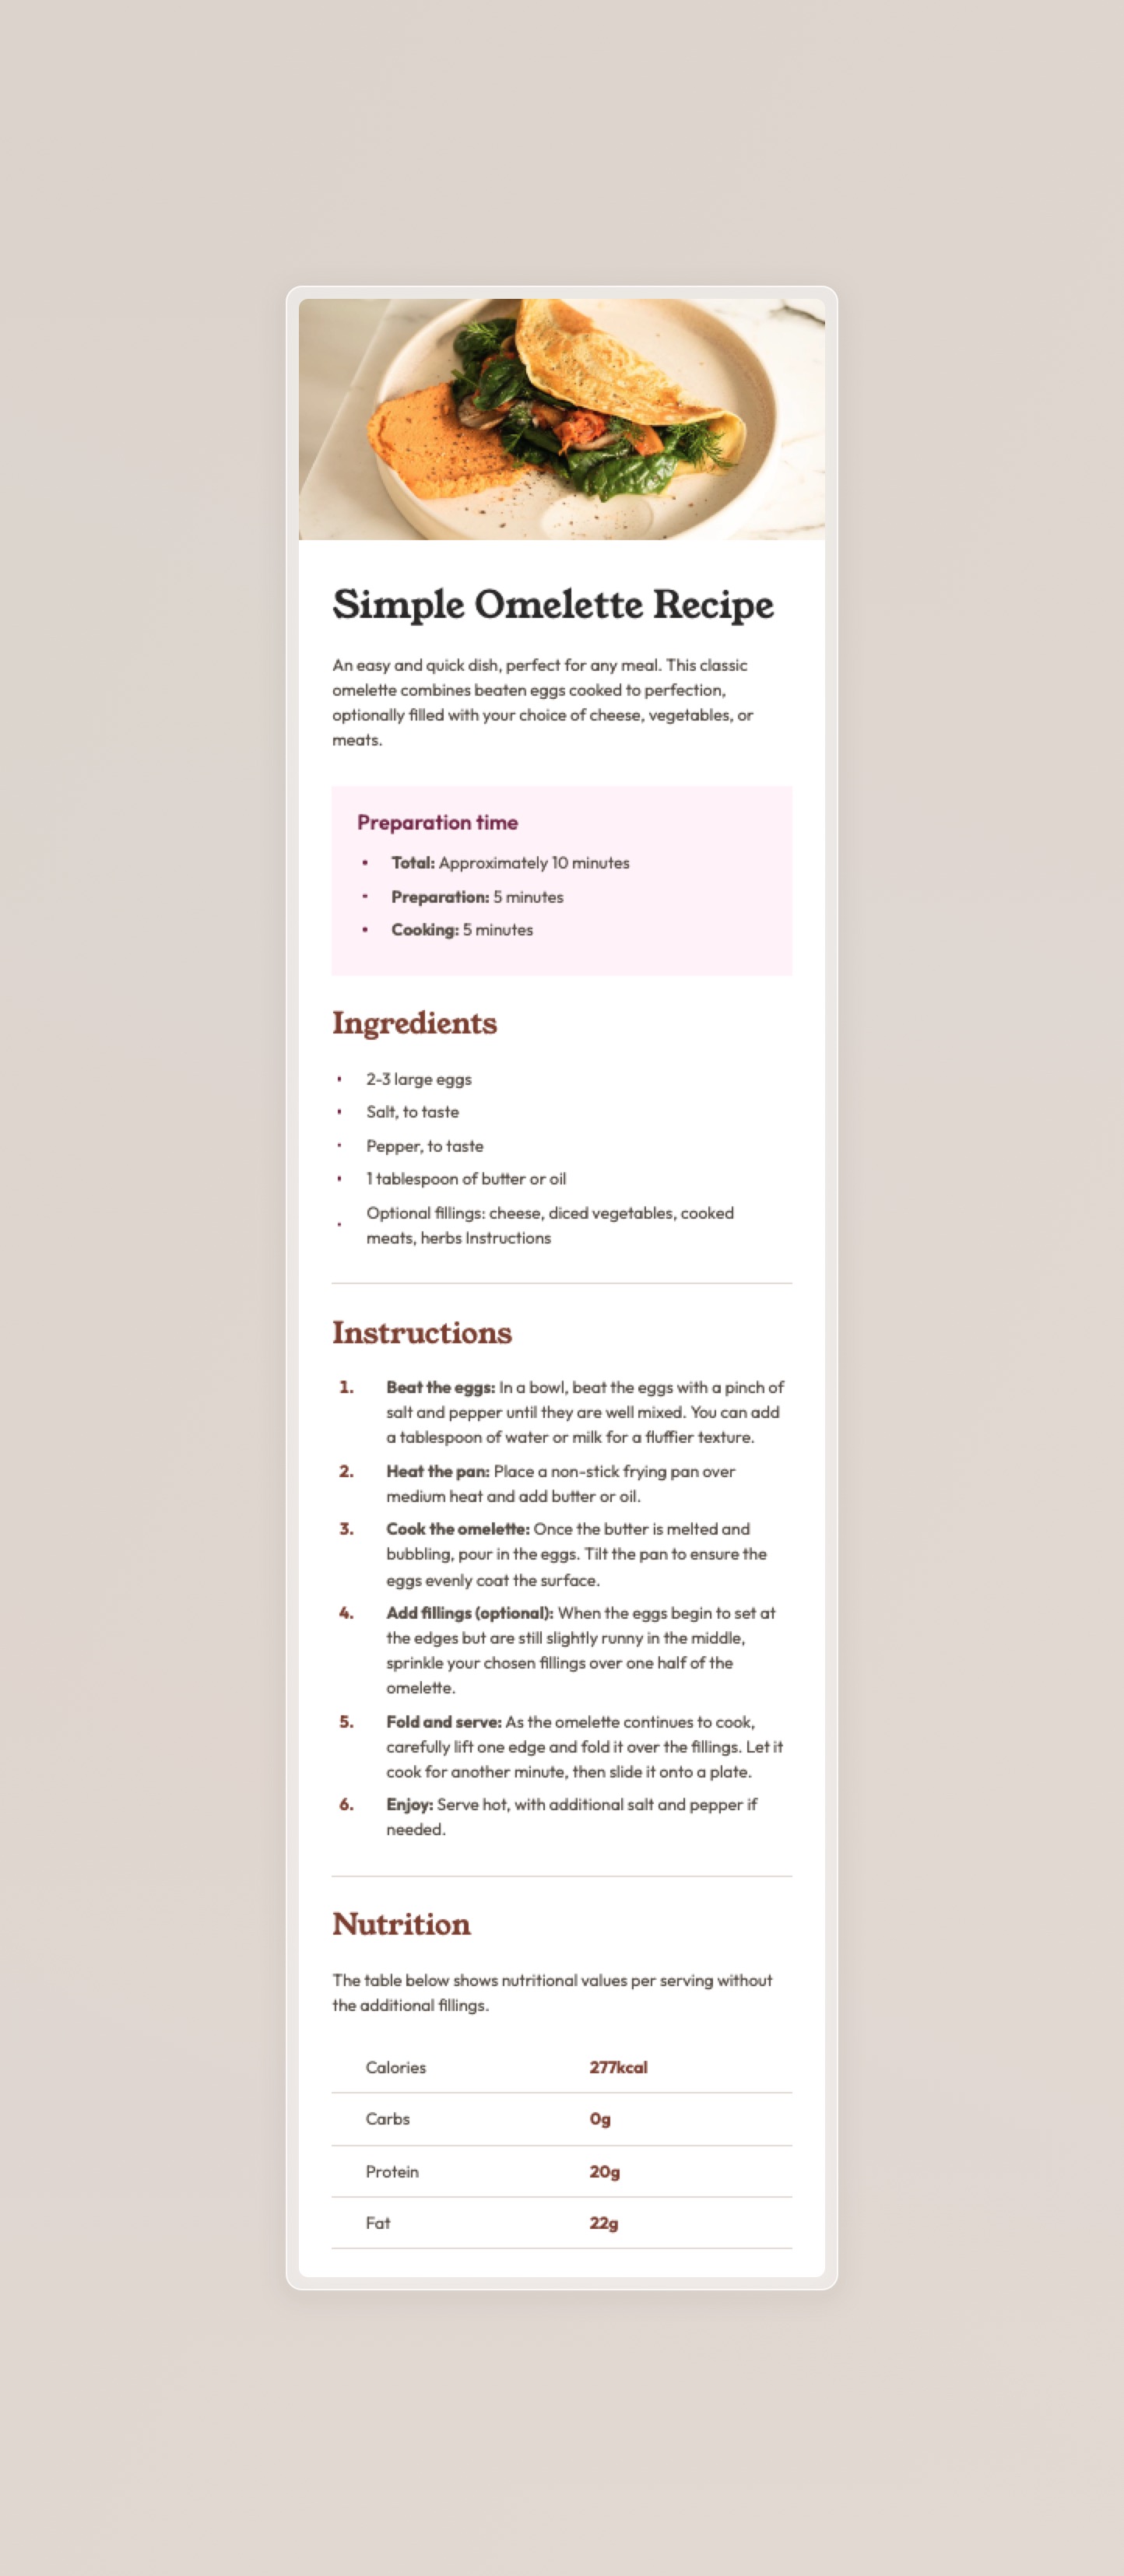 Simple Omelette Recipe
An easy and quick dish, perfect for any meal. This classic
omelette combines beaten eggs cooked to perfection,
optionally filled with your choice of cheese, vegetables, or
meats.
Preparation time
• Total: Approximately 10 minutes
• Preparation: 5 minutes
• Cooking: 5 minutes
Ingredients
• 2-3 large eggs
• Salt, to taste
• Pepper, to taste
• 1 tablespoon of butter or oil
• Optional fillings: cheese, diced vegetables, cooked
meats, herbs Instructions
Instructions
1. Beat the eggs: In a bowl, beat the eggs with a pinch of
salt and pepper until they are well mixed. You can add
a tablespoon of water or milk for a fluffier texture.
2. Heat the pan: Place a non-stick frying pan over
medium heat and add butter or oil.
3. Cook the omelette: Once the butter is melted and
bubbling, pour in the eggs. Tilt the pan to ensure the
eggs evenly coat the surface.
4. Add fillings (optional): When the eggs begin to set at
the edges but are still slightly runny in the middle,
sprinkle your chosen fillings over one half of the
omelette.
5. Fold and serve: As the omelette continues to cook,
carefully lift one edge and fold it over the fillings. Let it
cook for another minute, then slide it onto a plate.
6. Enjoy: Serve hot, with additional salt and pepper if
needed.
Nutrition
The table below shows nutritional values per serving without
the additional fillings.
Calories 277kcal
Carbs 0g
Protein 20g
Fat 22g